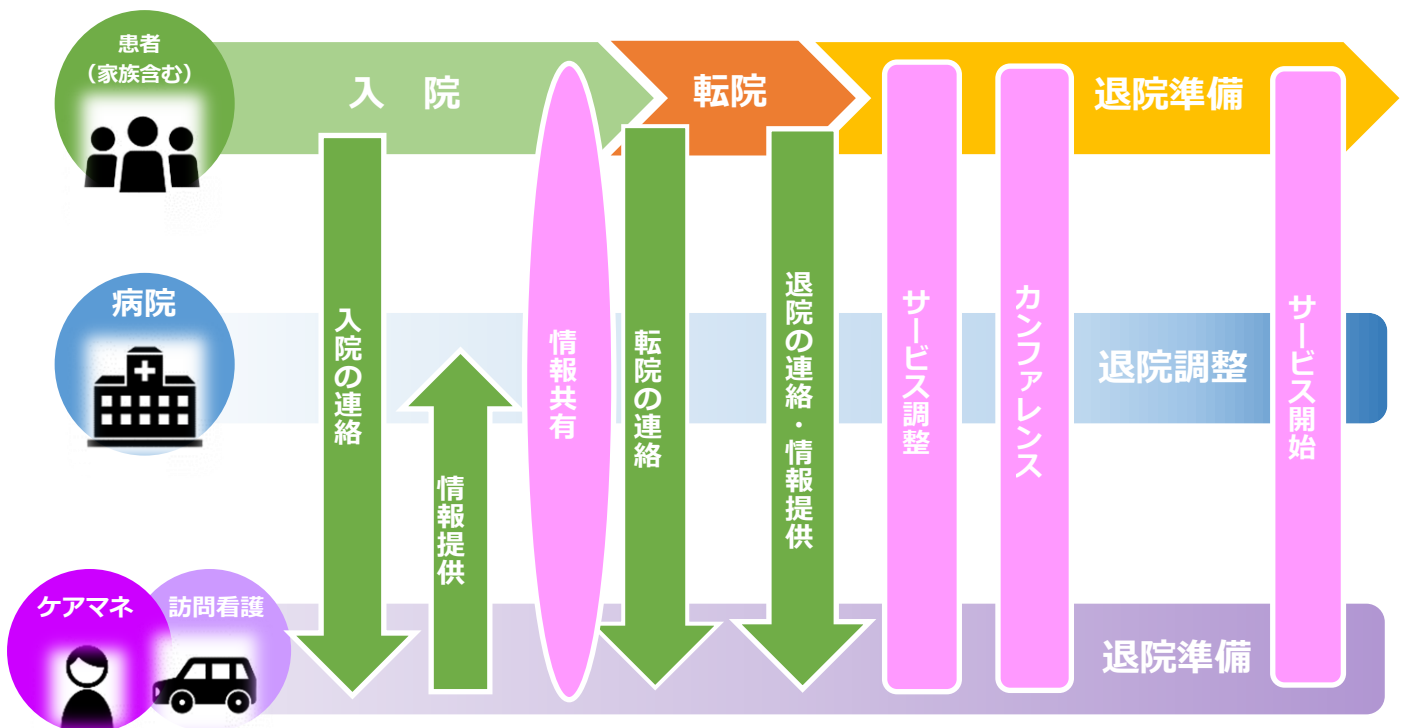 患者
（家族含む）
入　院
転院
退院準備
病院
入院の連絡
情報提供
情報共有
転院の連絡
退院の連絡・情報提供
サービス調整
カンファレンス
退院調整
サービス開始
ケアマネ
訪問看護
退院準備